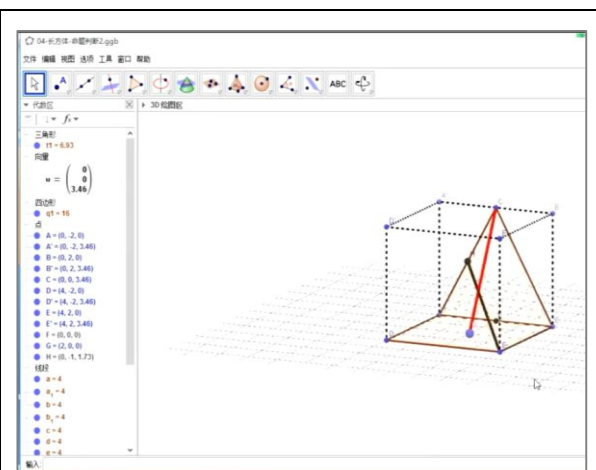 04-长方体-命题判断2.ggb
文件 编辑 视图 选项 工具 窗口 帮助
ABC
代数区
3D 绘图区
三角形
t1 = 6.93
向量
u = ( 0 0 3.46 )
四边形
q1 = 16
点
A = (0, -2, 0)
A' = (0, -2, 3.46)
B = (0, 2, 0)
B' = (0, 2, 3.46)
C = (0, 0, 3.46)
D = (4, -2, 0)
D' = (4, -2, 3.46)
E = (4, 2, 0)
E' = (4, 2, 3.46)
F = (0, 0, 0)
G = (2, 0, 0)
H = (0, -1, 1.73)
线段
a = 4
a₁ = 4
b = 4
b₁ = 4
c = 4
d = 4
e = 4
输入: